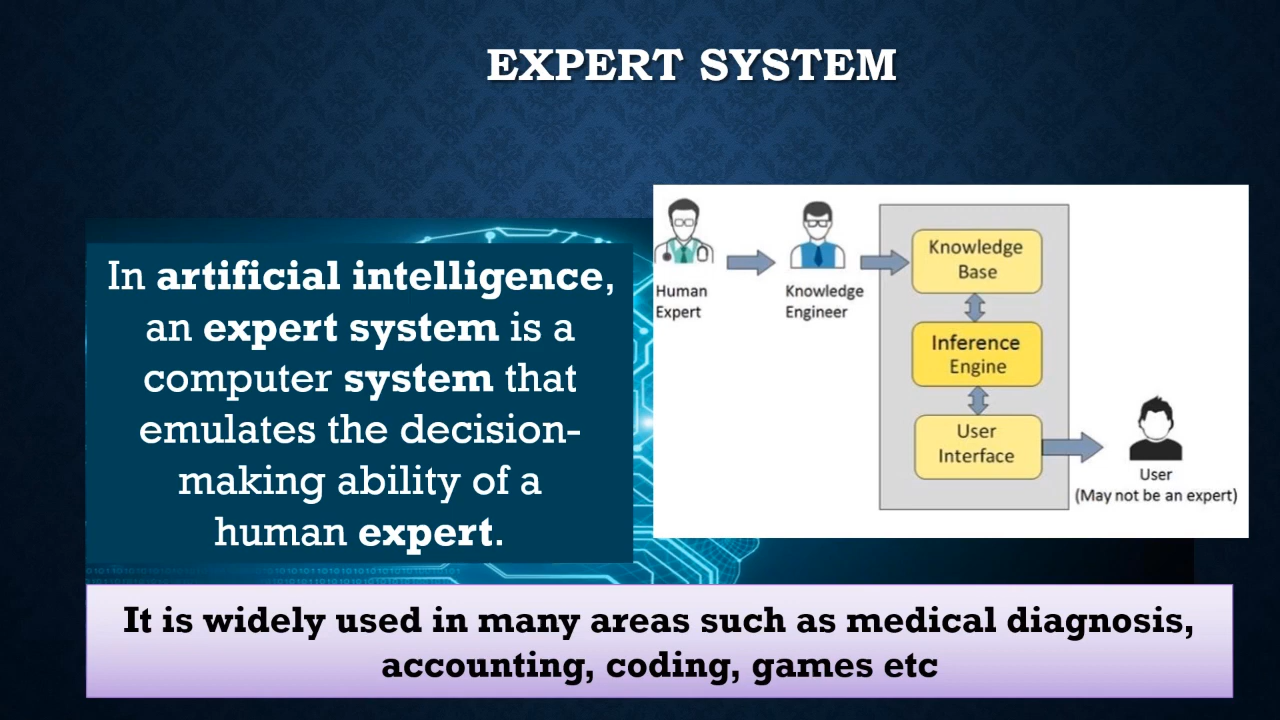 EXPERT SYSTEM
In artificial intelligence,
an expert system is a
computer system that
emulates the decision-
making ability of a
human expert.
Human
Expert
Knowledge
Engineer
Knowledge
Base
Inference
Engine
User
Interface
User
(May not be an expert)
It is widely used in many areas such as medical diagnosis,
accounting, coding, games etc